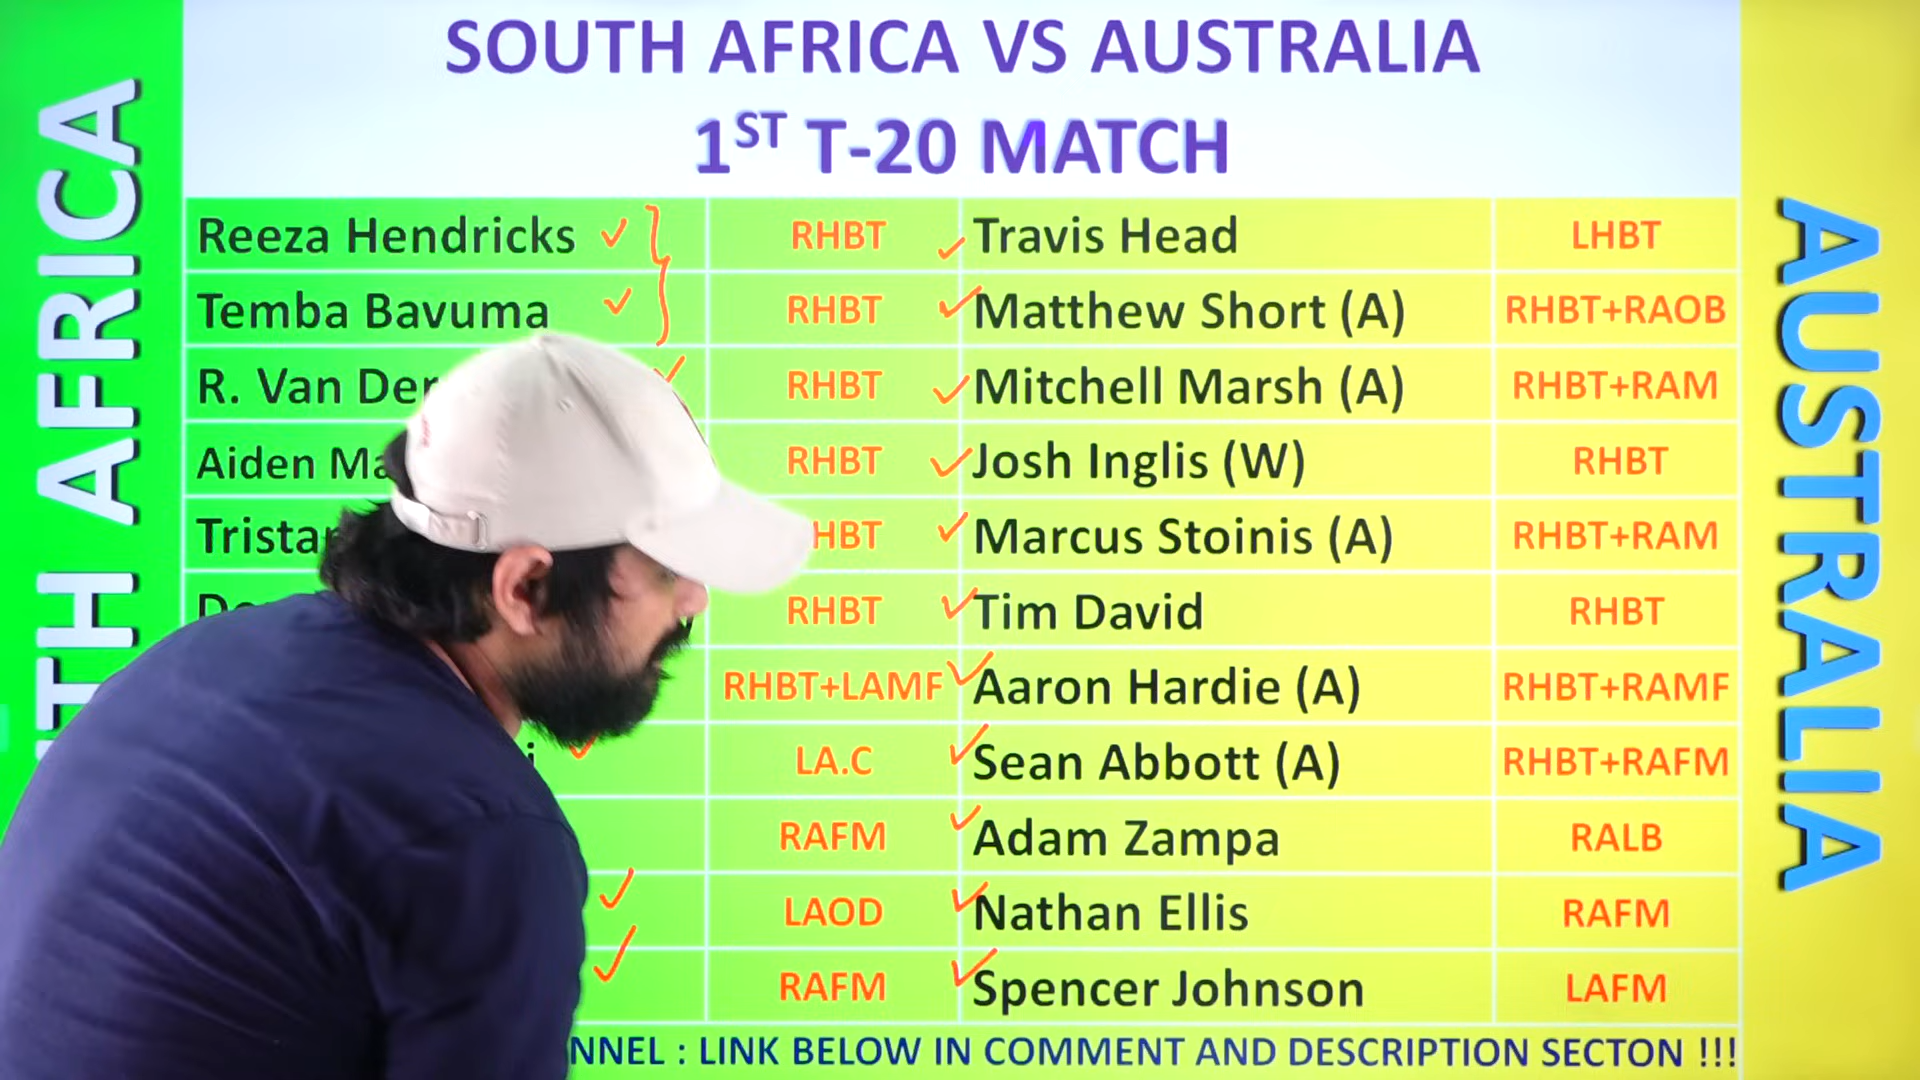 SOUTH AFRICA VS AUSTRALIA
1ST T-20 MATCH
AFRICA
AUSTRALIA
Reeza Hendricks RHBT Travis Head LHBT
Temba Bavuma RHBT Matthew Short (A) RHBT+RAOB
R. Van Der RHBT Mitchell Marsh (A) RHBT+RAM
Aiden RHBT Josh Inglis (W) RHBT
RHBT Marcus Stoinis (A) RHBT+RAM
RHBT Tim David RHBT
RHBT+LAMF Aaron Hardie (A) RHBT+RAMF
LA.C Sean Abbott (A) RHBT+RAFM
RAFM Adam Zampa RALB
LAOD Nathan Ellis RAFM
RAFM Spencer Johnson LAFM
: LINK BELOW IN COMMENT AND DESCRIPTION SECTON !!!